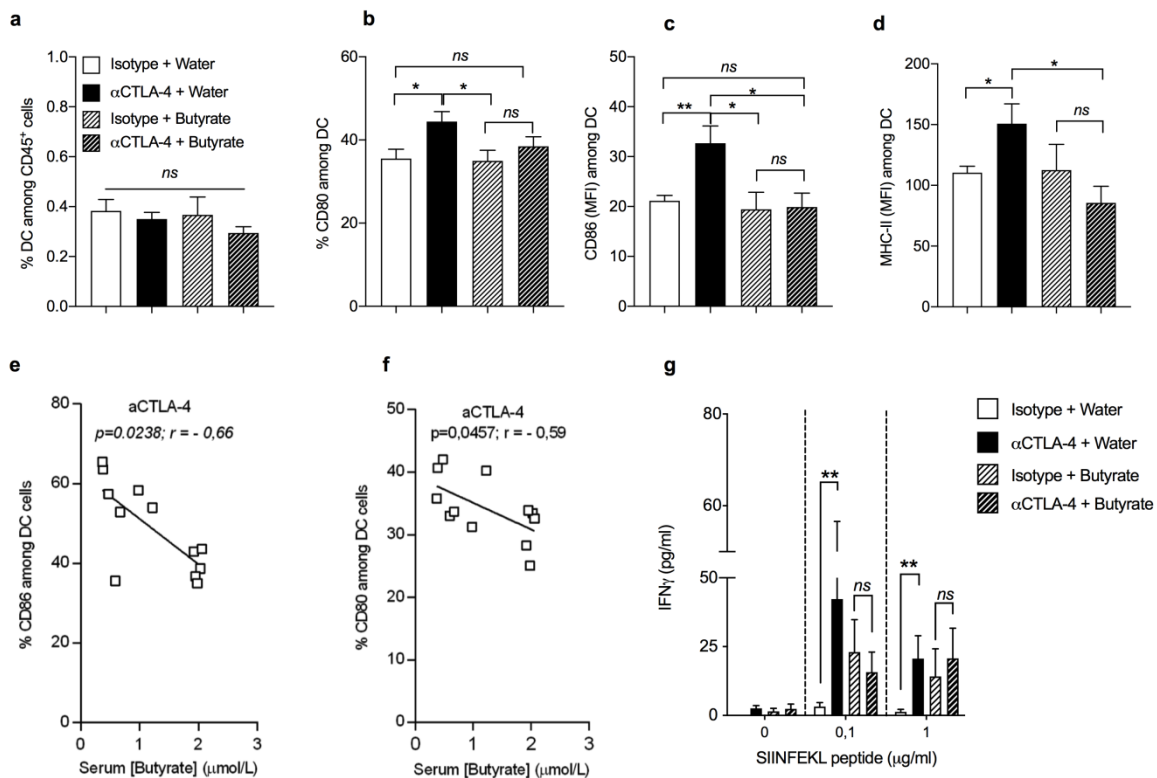 a
% DC among CD45+ cells
1.0
0.8
0.6
0.4
0.2
0.0
Isotype + Water
αCTLA-4 + Water
Isotype + Butyrate
αCTLA-4 + Butyrate
ns
b
% CD80 among DC
60
40
20
0
ns
*
*
ns
c
CD86 (MFI) among DC
50
40
30
20
10
0
ns
*
**
*
ns
d
MHC-II (MFI) among DC
200
150
100
50
0
*
*
ns
e
aCTLA-4
p=0.0238; r = - 0,66
% CD86 among DC cells
80
60
40
20
0
0
1
2
3
Serum [Butyrate] (μmol/L)
f
aCTLA-4
p=0,0457; r = - 0,59
% CD80 among DC cells
50
40
30
20
10
0
0
1
2
3
Serum [Butyrate] (μmol/L)
g
IFNγ (pg/ml)
80
60
50
25
0
**
ns
**
ns
0
0,1
1
SIINFEKL peptide (μg/ml)
Isotype + Water
αCTLA-4 + Water
Isotype + Butyrate
αCTLA-4 + Butyrate